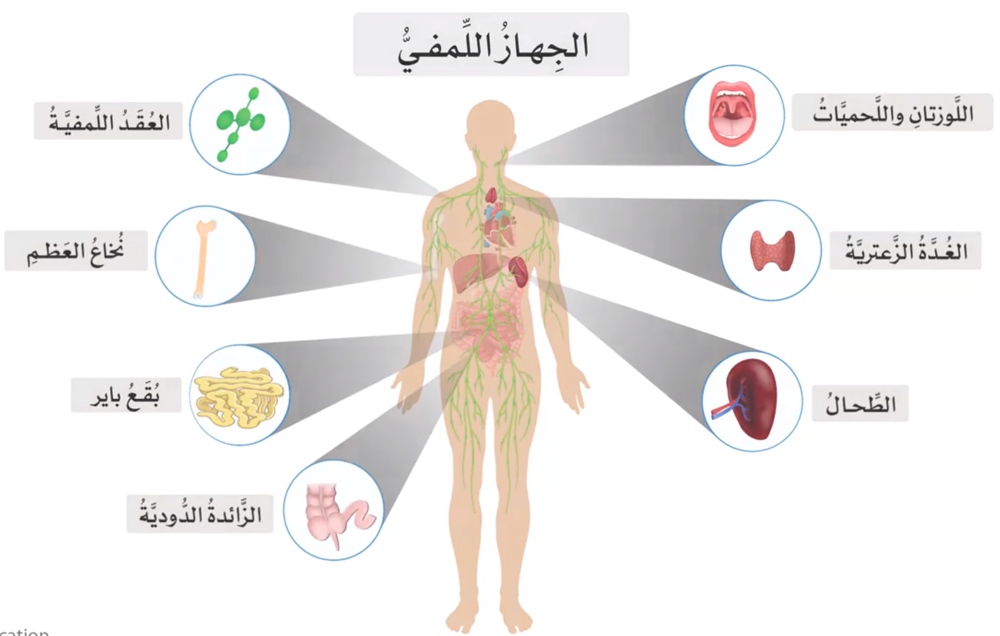 الجِهازُ اللِّمفيُّ
اللَّوزتانِ واللَّحميَّاتُ
العُقَدُ اللِّمفيَّةُ
الغُدَّةُ الزَّعتريَّةُ
نُخاعُ العَظمِ
الطِّحالُ
بُقَعُ باير
الزَّائدةُ الدُّوديَّةُ
cation